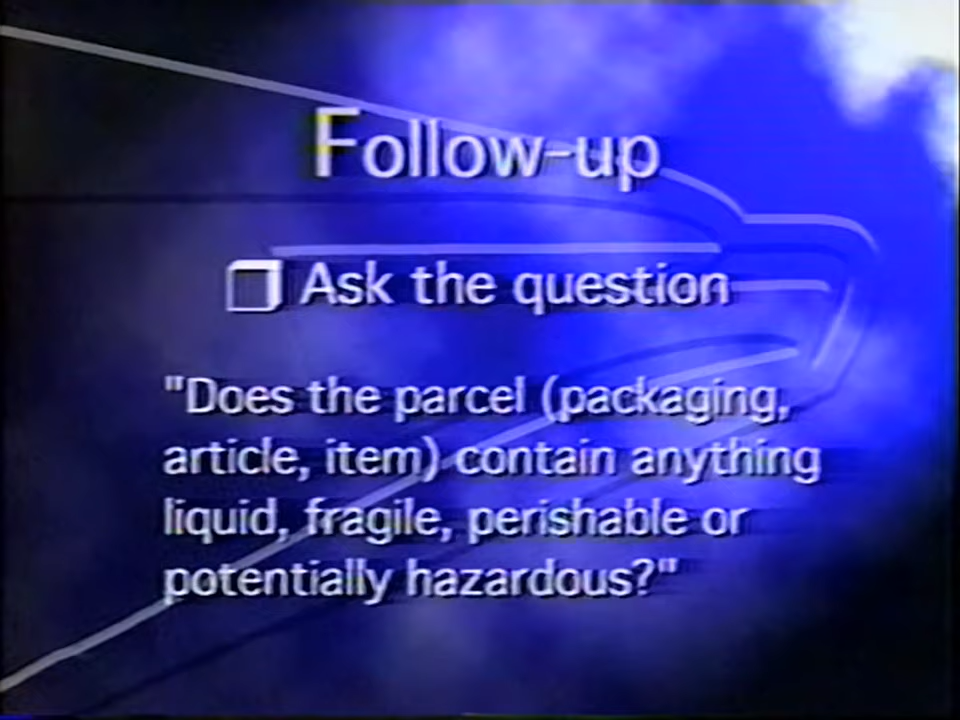 Follow-up
❒ Ask the question
"Does the parcel (packaging,
article, item) contain anything
liquid, fragile, perishable or
potentially hazardous?"